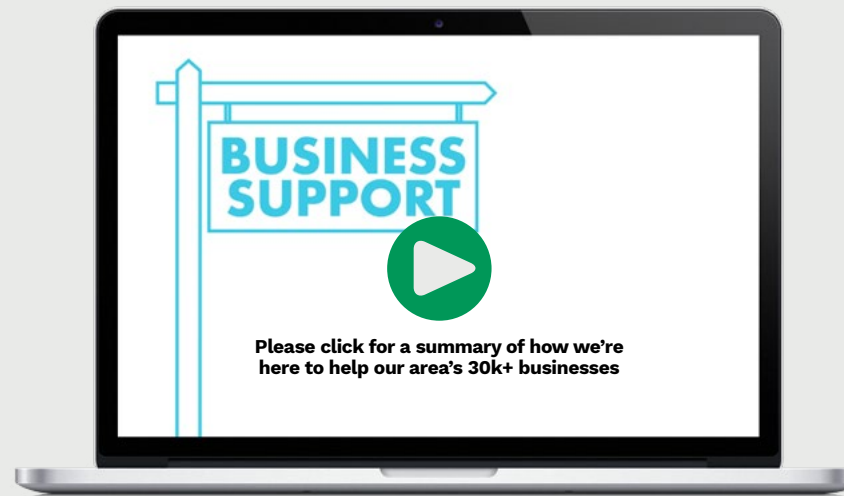 BUSINESS
SUPPORT
Please click for a summary of how we’re
here to help our area’s 30k+ businesses